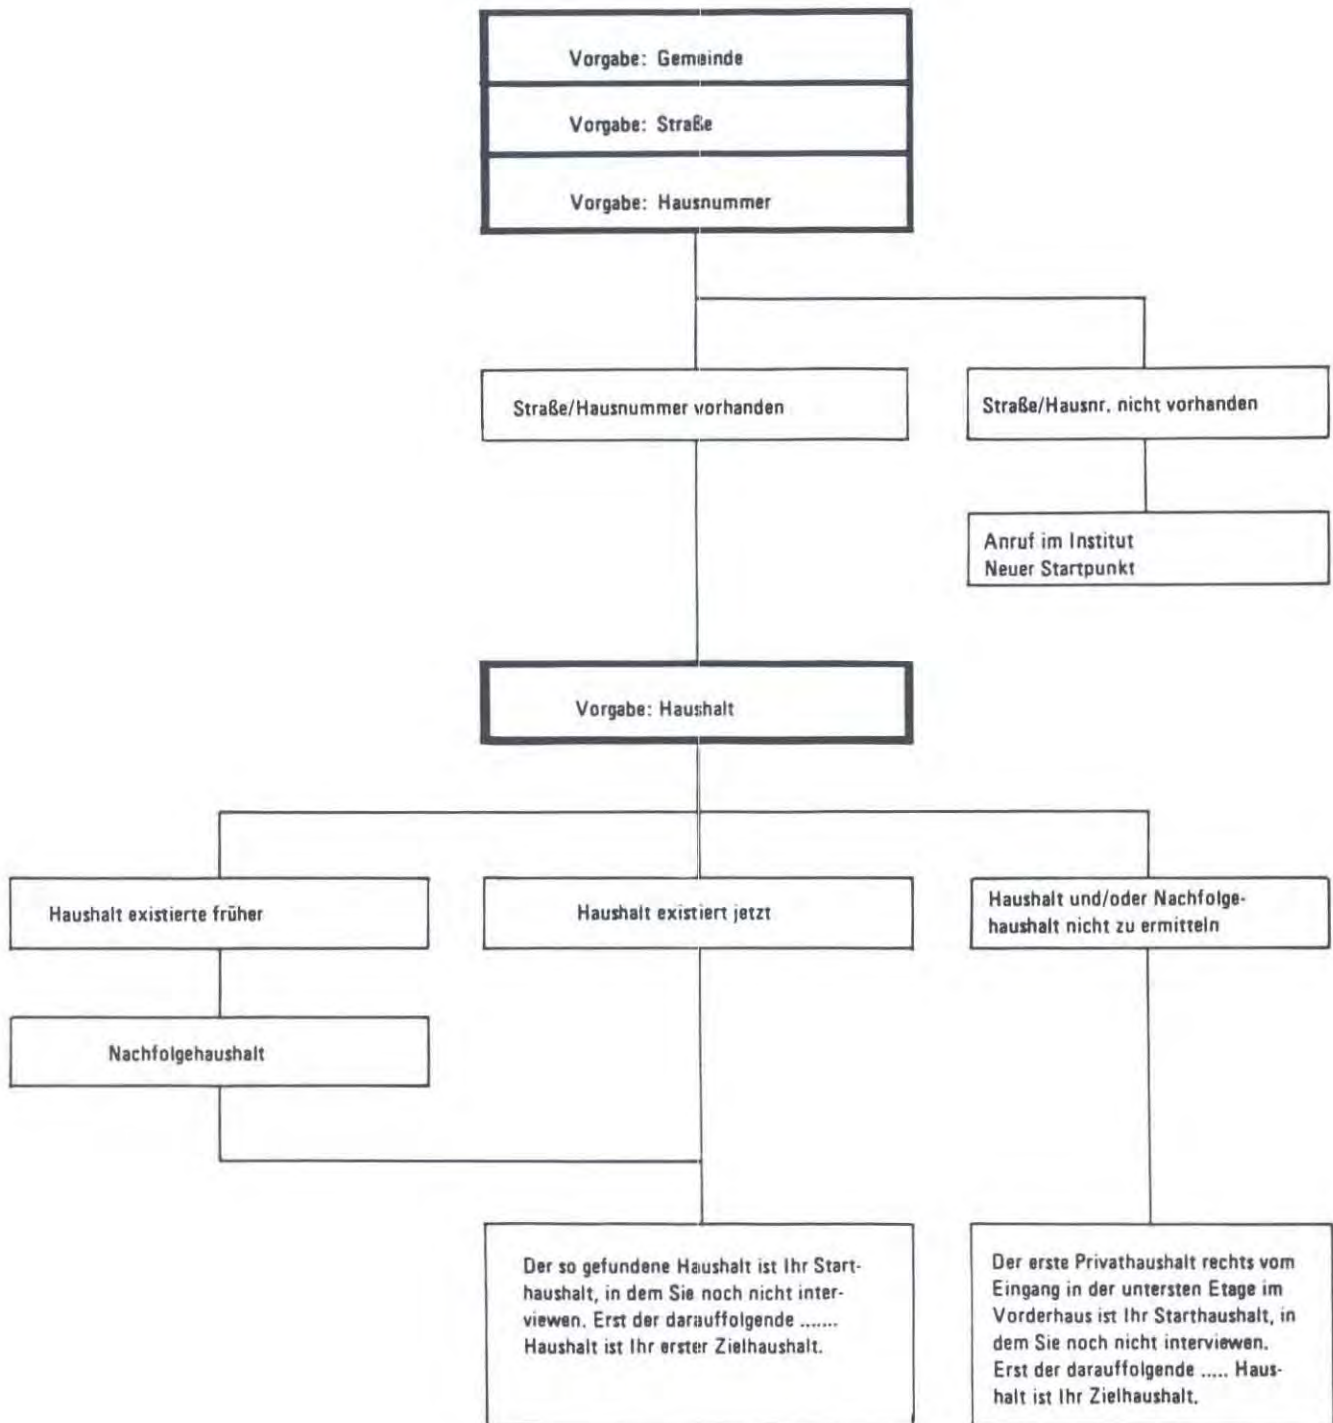 Vorgabe: Gemeinde
Vorgabe: Straße
Vorgabe: Hausnummer
Straße/Hausnummer vorhanden
Straße/Hausnr. nicht vorhanden
Anruf im Institut
Neuer Startpunkt
Vorgabe: Haushalt
Haushalt existierte früher
Haushalt existiert jetzt
Haushalt und/oder Nachfolge-
haushalt nicht zu ermitteln
Nachfolgehaushalt
Der so gefundene Haushalt ist Ihr Start-
haushalt, in dem Sie noch nicht inter-
viewen. Erst der darauffolgende .......
Haushalt ist Ihr erster Zielhaushalt.
Der erste Privathaushalt rechts vom
Eingang in der untersten Etage im
Vorderhaus ist Ihr Starthaushalt, in
dem Sie noch nicht interviewen.
Erst der darauffolgende ..... Haus-
halt ist Ihr Zielhaushalt.